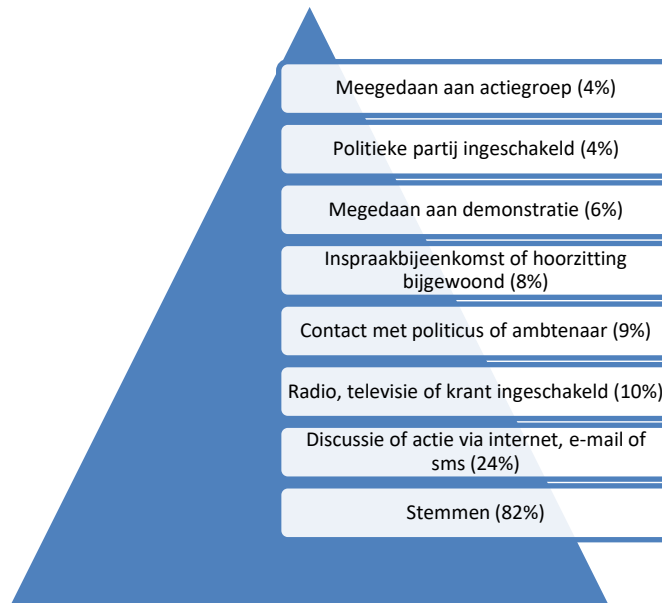 Meegedaan aan actiegroep (4%)
Politieke partij ingeschakeld (4%)
Megedaan aan demonstratie (6%)
Inspraakbijeenkomst of hoorzitting
bijgewoond (8%)
Contact met politicus of ambtenaar (9%)
Radio, televisie of krant ingeschakeld (10%)
Discussie of actie via internet, e-mail of
sms (24%)
Stemmen (82%)